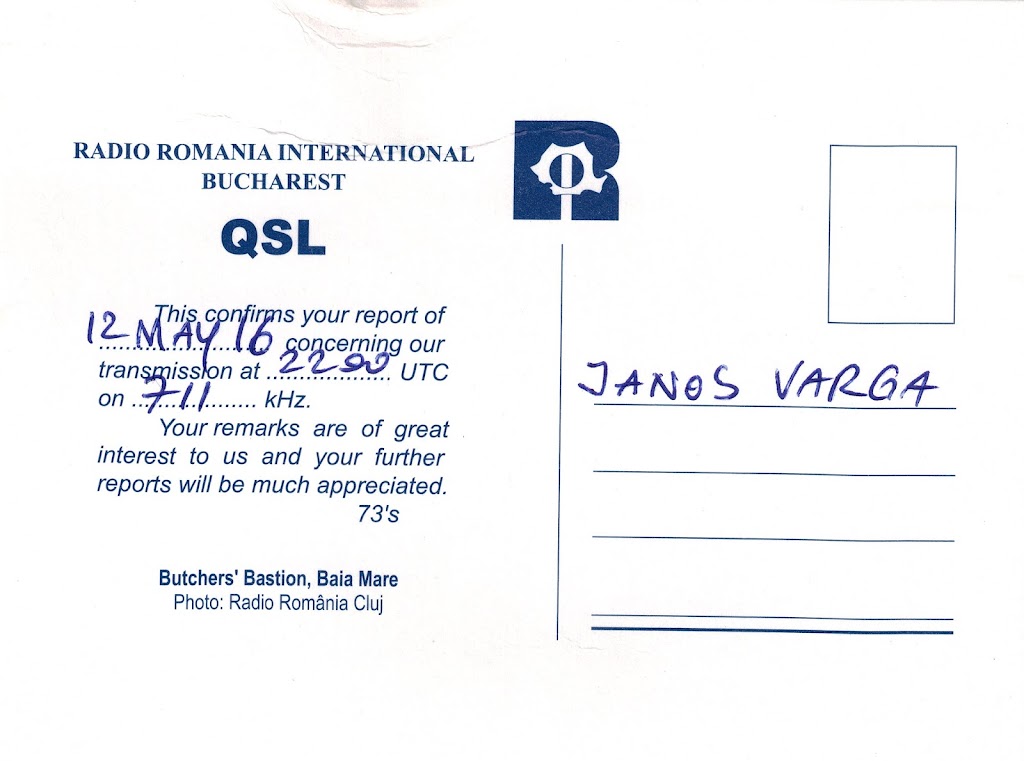 RADIO ROMANIA INTERNATIONAL
BUCHAREST
QSL
This confirms your report of
12 MAY 16 concerning our
transmission at 2200 UTC
on 711 kHz.
Your remarks are of great
interest to us and your further
reports will be much appreciated.
73's
Butchers' Bastion, Baia Mare
Photo: Radio România Cluj
JANOS VARGA